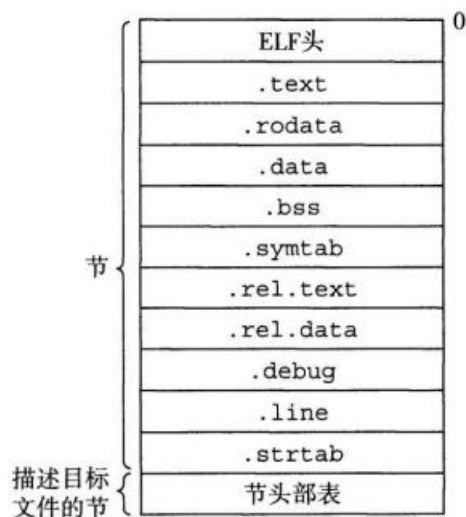 0
ELF头
.text
.rodata
.data
.bss
节
.symtab
.rel.text
.rel.data
.debug
.line
.strtab
描述目标
文件的节
节头部表